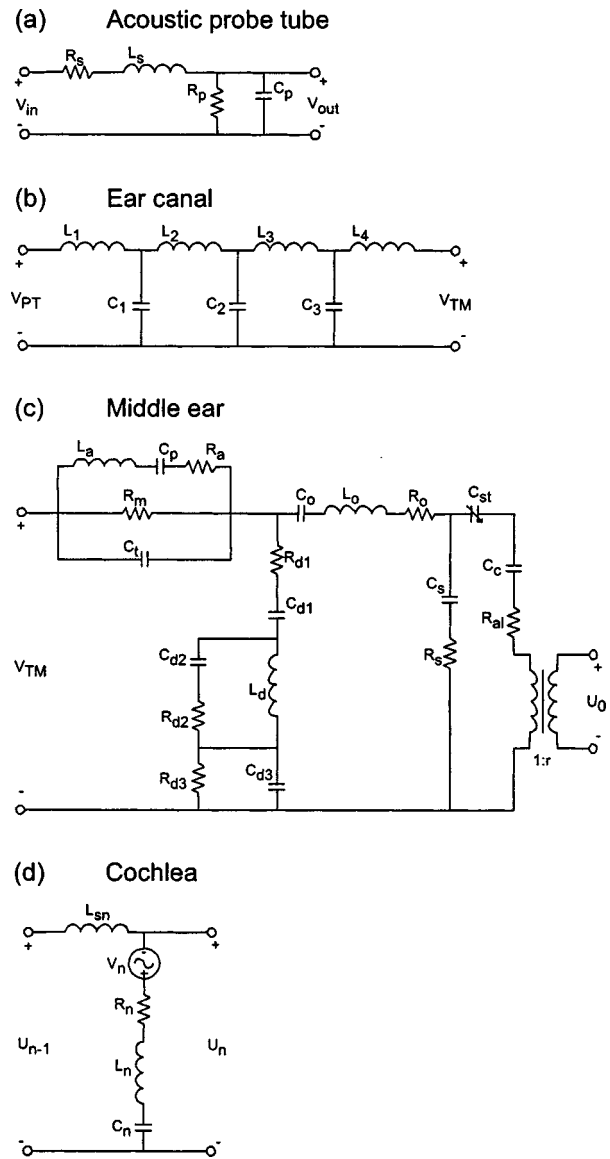 (a) Acoustic probe tube
Rs Ls
+ +
Rp Cp
Vin Vout
- -
(b) Ear canal
L1 L2 L3 L4
+ +
VPT C1 C2 C3 VTM
- -
(c) Middle ear
La Cp Ra
Rm Co Lo Ro Cst
+
Ct
Rd1 Cs Cc
Cd1 Ral
Cd2
VTM Ld Rs +
U0
Rd2 -
Rd3 Cd3 1:r
-
(d) Cochlea
Lsn
+ +
-
Vn
+
Rn
Un-1 Un
Ln
Cn
- -